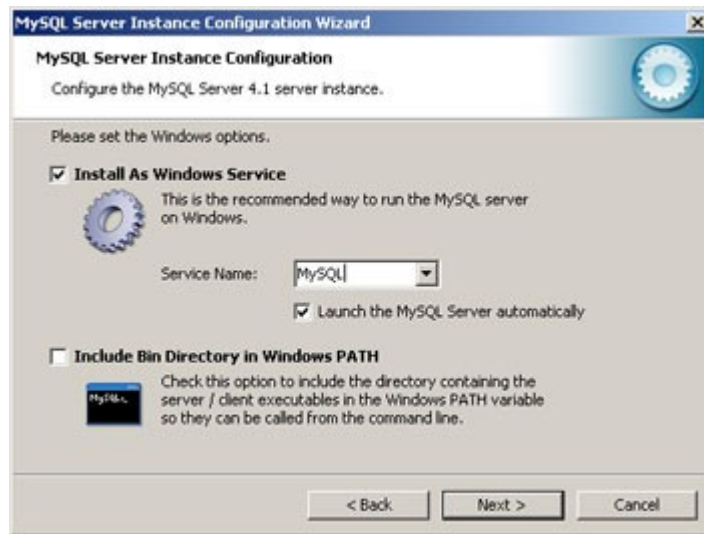 MySQL Server Instance Configuration Wizard
MySQL Server Instance Configuration
Configure the MySQL Server 4.1 server instance.
Please set the Windows options.
Install As Windows Service
This is the recommended way to run the MySQL server
on Windows.
Service Name: MySQL
Launch the MySQL Server automatically
Include Bin Directory in Windows PATH
Check this option to include the directory containing the
server / client executables in the Windows PATH variable
so they can be called from the command line.
< Back Next > Cancel